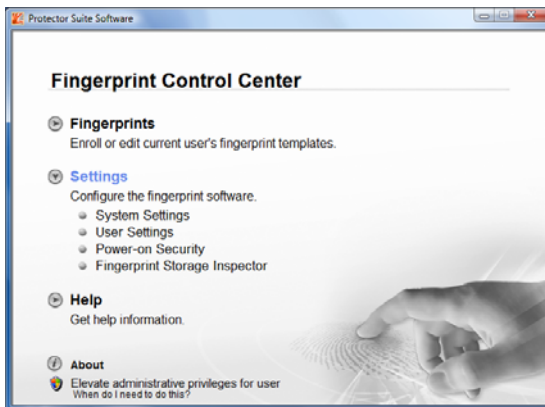 Protector Suite Software
Fingerprint Control Center
Fingerprints
Enroll or edit current user's fingerprint templates.
Settings
Configure the fingerprint software.
System Settings
User Settings
Power-on Security
Fingerprint Storage Inspector
Help
Get help information.
About
Elevate administrative privileges for user
When do I need to do this?